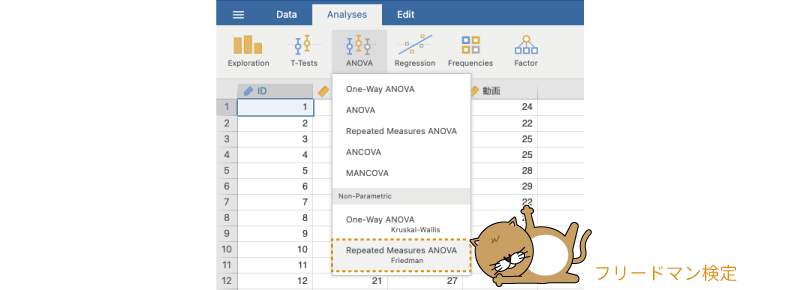 Data Analyses Edit
Exploration T-Tests ANOVA Regression Frequencies Factor
ID 動画
One-Way ANOVA
ANOVA
Repeated Measures ANOVA
ANCOVA
MANCOVA
Non-Parametric
One-Way ANOVA
Kruskal-Wallis
Repeated Measures ANOVA
Friedman
1 1 24
2 2 22
3 3 25
4 4 25
5 5 28
6 6 29
7 7 22
8 8
9 9
10 10
11 11
12 12 21 27
フリードマン検定